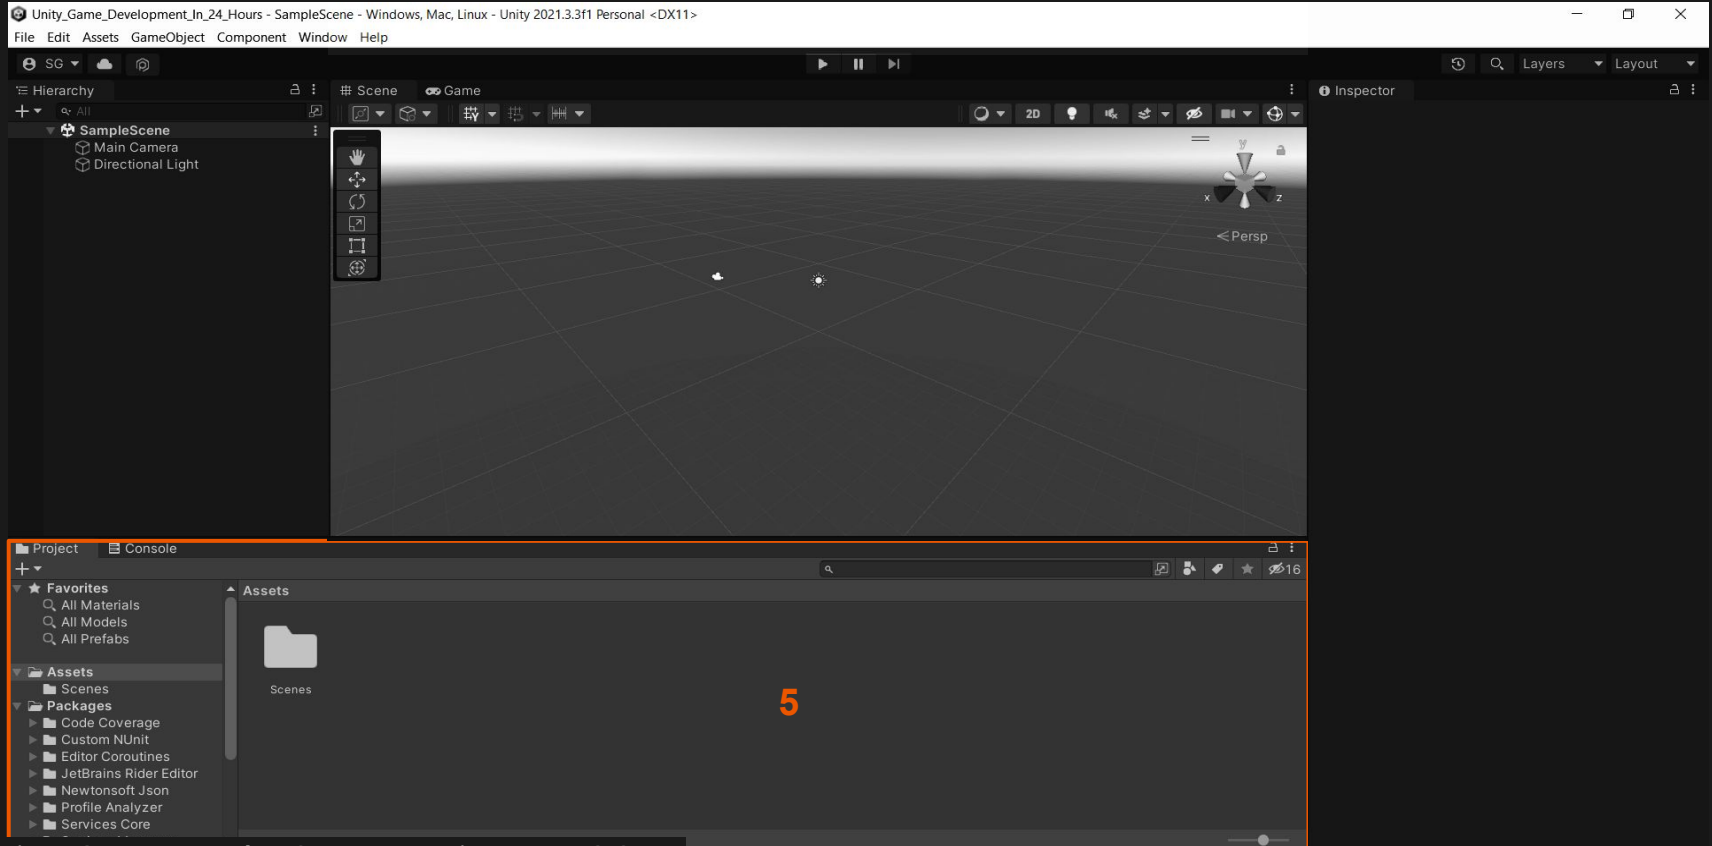 Unity_Game_Development_In_24_Hours - SampleScene - Windows, Mac, Linux - Unity 2021.3.3f1 Personal <DX11>
File Edit Assets GameObject Component Window Help
SG Layers Layout
Hierarchy Scene Game Inspector
All 2D
SampleScene
Main Camera
Directional Light
y
x z
Persp
Project Console
16
Favorites
All Materials
All Models
All Prefabs
Assets
Scenes
Packages
Code Coverage
Custom NUnit
Editor Coroutines
JetBrains Rider Editor
Newtonsoft Json
Profile Analyzer
Services Core
Assets
Scenes
5